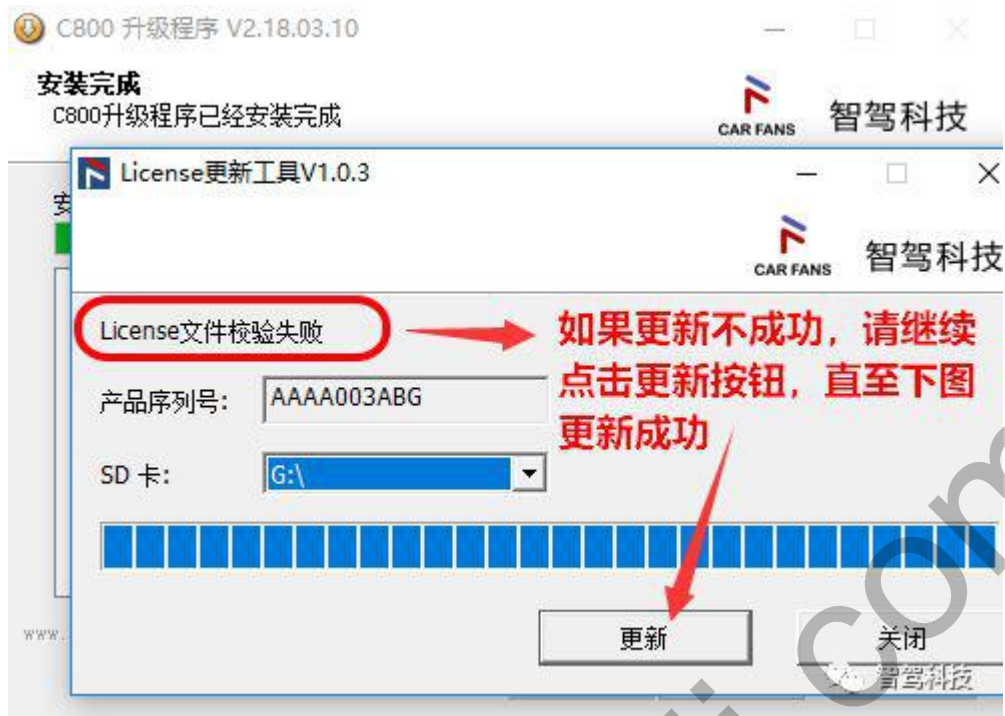 C800 升级程序 V2.18.03.10
安装完成
C800升级程序已经安装完成
CAR FANS
智驾科技
License更新工具V1.0.3
安
CAR FANS
智驾科技
License文件校验失败
如果更新不成功，请继续
点击更新按钮，直至下图
更新成功
产品序列号:
AAAA003ABG
SD 卡:
G:\
www.
更新
关闭
智驾科技
com